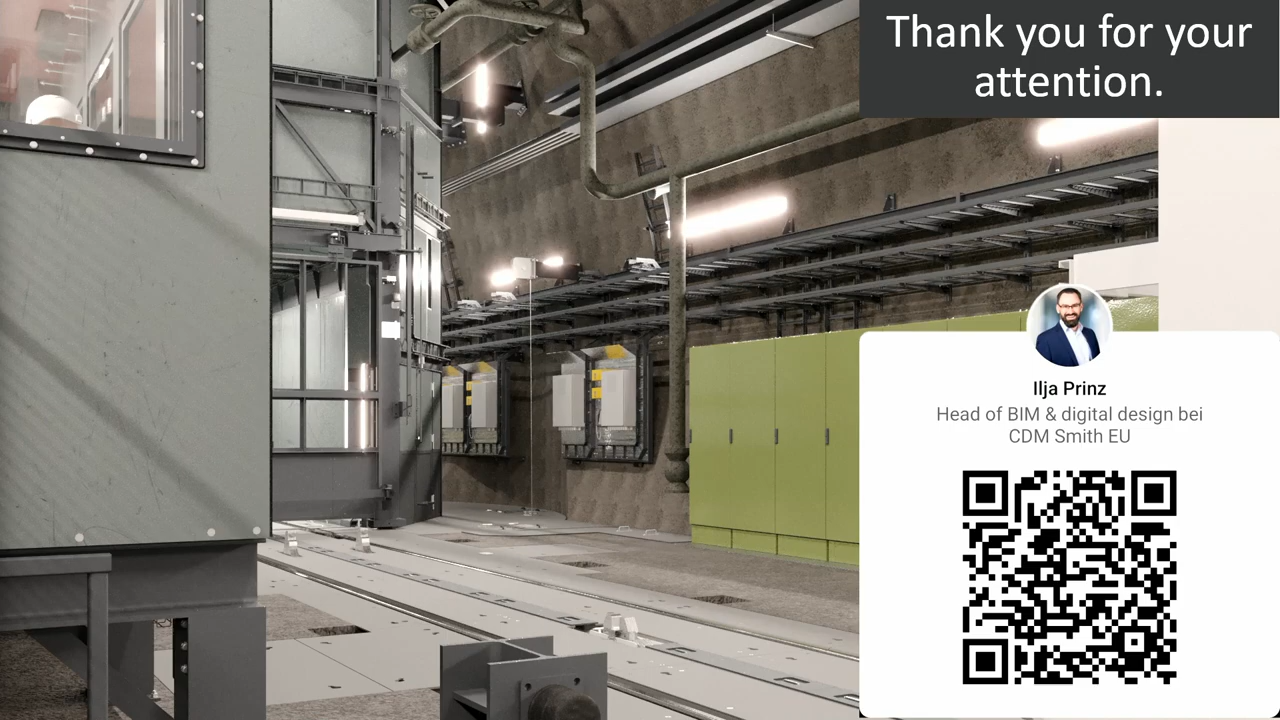 Thank you for your
attention.
Ilja Prinz
Head of BIM & digital design bei
CDM Smith EU